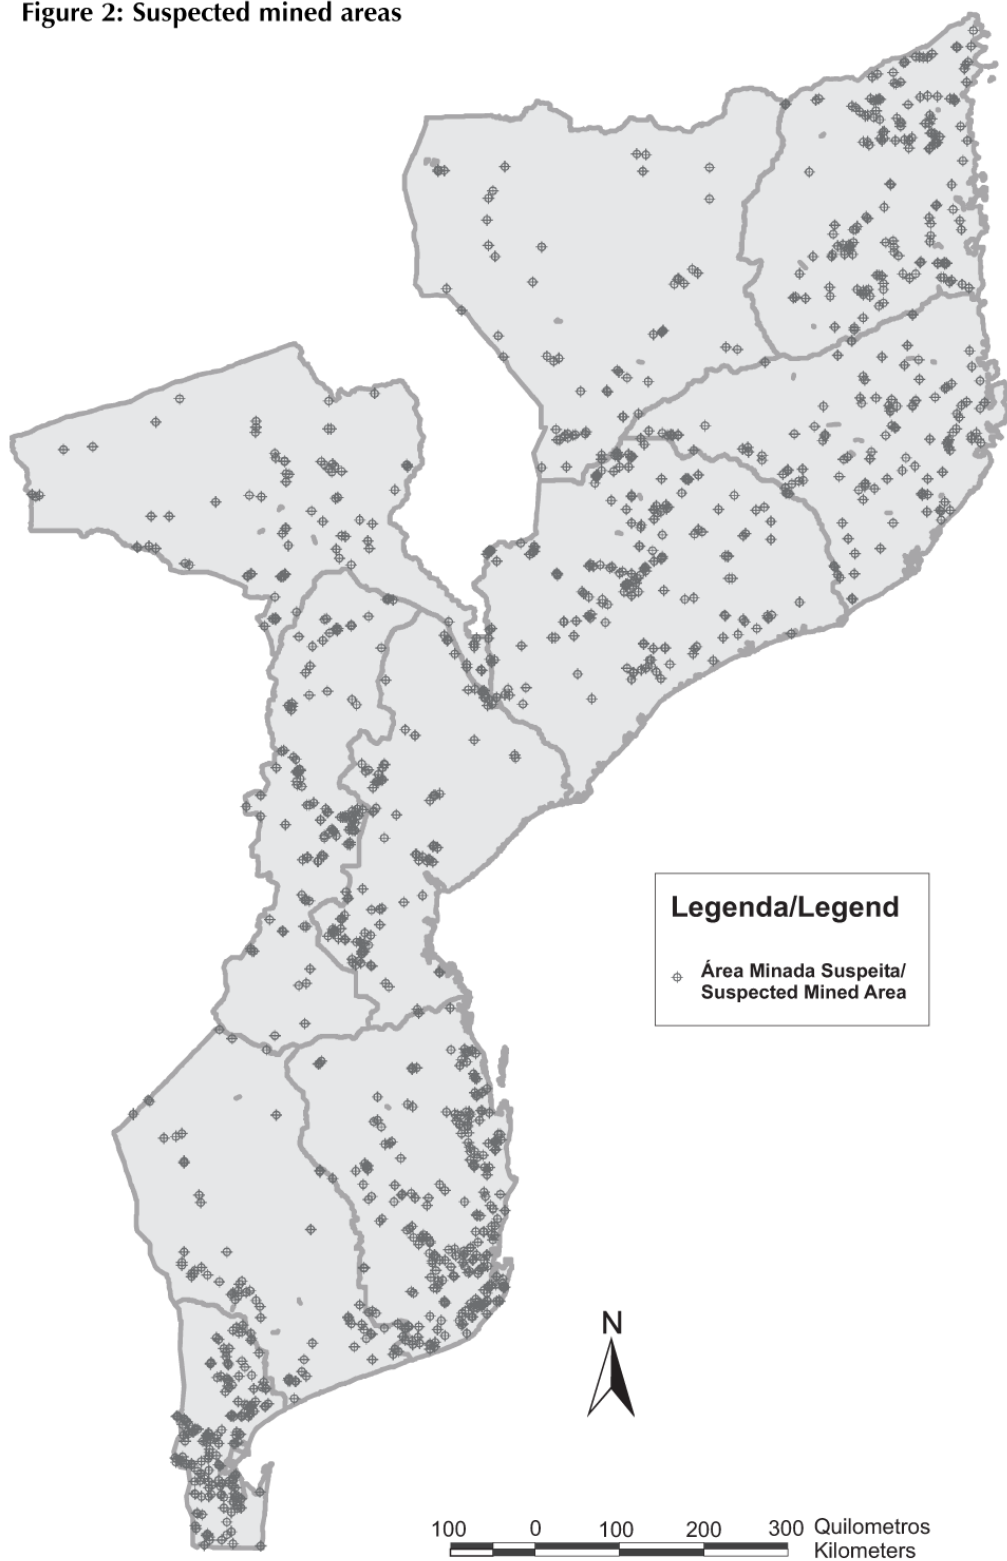 Figure 2: Suspected mined areas
Legenda/Legend
Área Minada Suspeita/
Suspected Mined Area
N
100 0 100 200 300 Quilometros
Kilometers